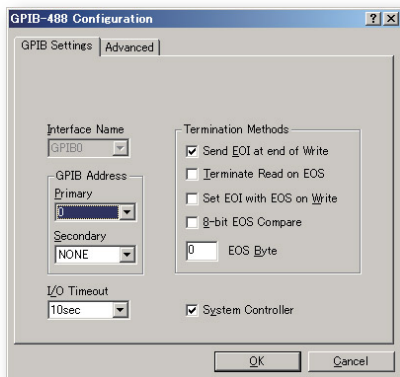 GPIB-488 Configuration
GPIB Settings
Advanced
Interface Name
GPIB0
GPIB Address
Primary
0
Secondary
NONE
I/O Timeout
10sec
Termination Methods
Send EOI at end of Write
Terminate Read on EOS
Set EOI with EOS on Write
8-bit EOS Compare
0 EOS Byte
System Controller
OK
Cancel